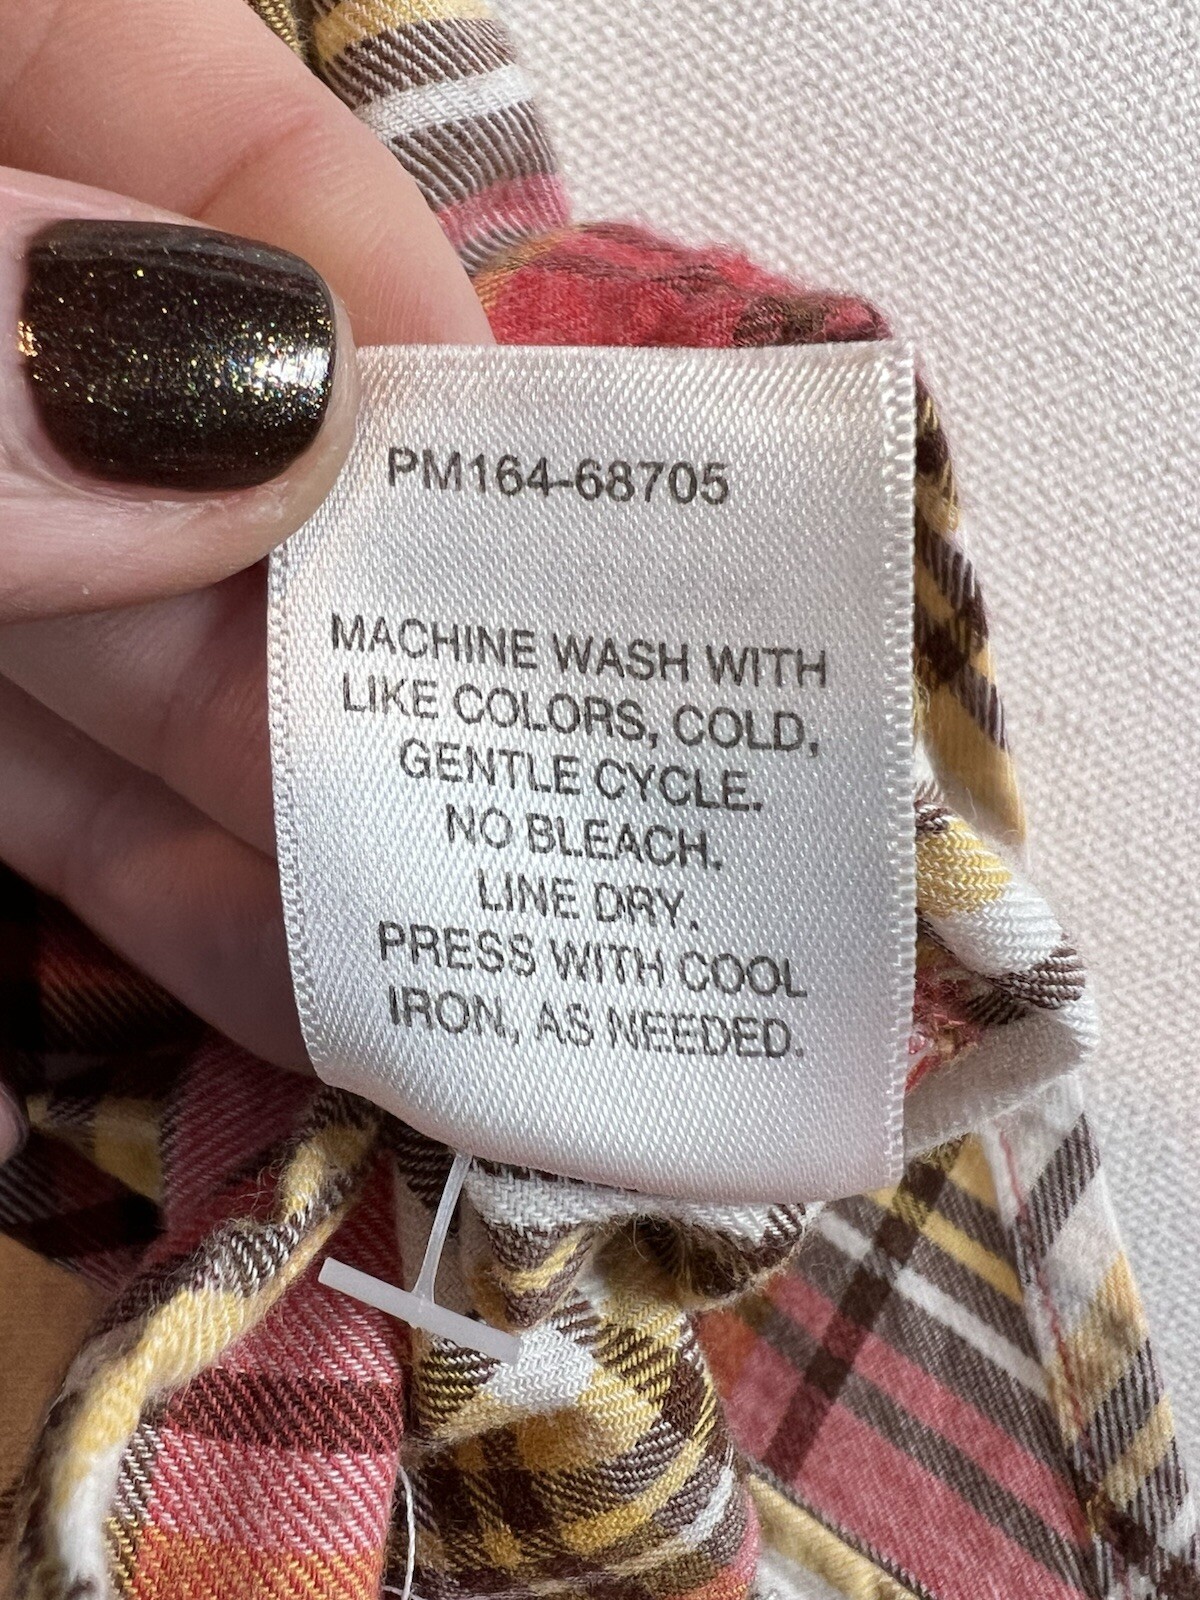 PM164-68705
MACHINE WASH WITH
LIKE COLORS, COLD,
GENTLE CYCLE.
NO BLEACH.
LINE DRY.
PRESS WITH COOL
IRON, AS NEEDED.